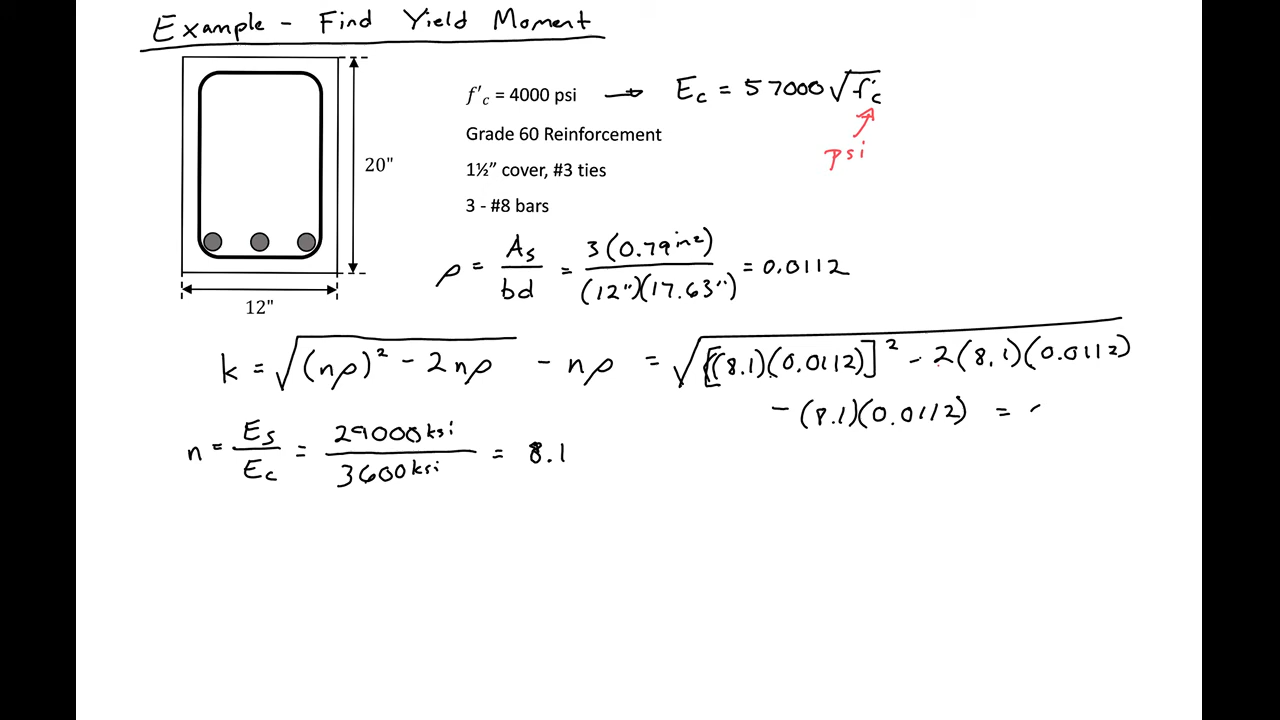 Example - Find Yield Moment
f'c = 4000 psi → Ec = 57000√f'c
psi
Grade 60 Reinforcement
20"
1½” cover, #3 ties
3 - #8 bars
ρ = As/bd = 3(0.79 in²)/(12")(17.63") = 0.0112
12"
k = √(nρ)² - 2nρ - nρ = √[(8.1)(0.0112)]² - 2(8.1)(0.0112)
- (8.1)(0.0112) =
n = Es/Ec = 29000ksi/3600ksi = 8.1